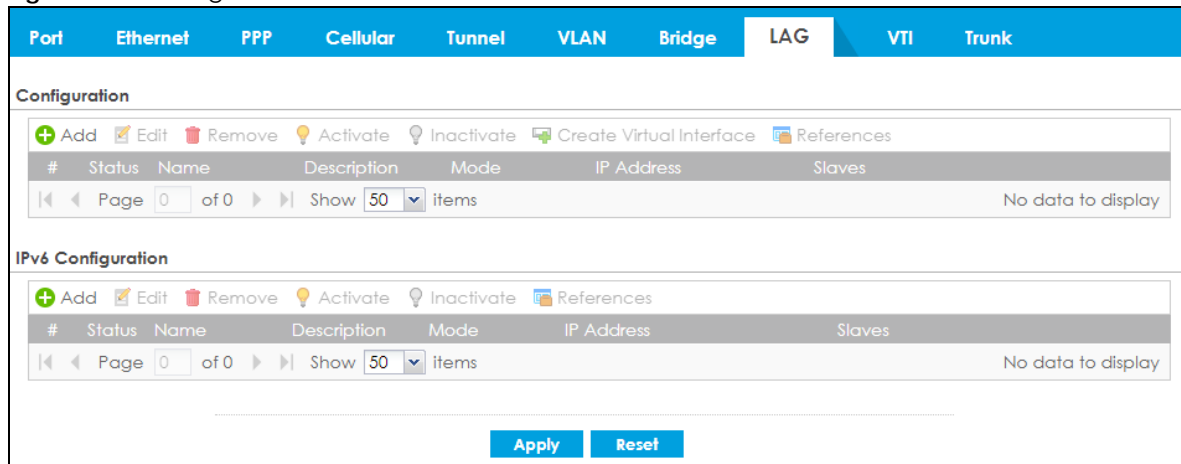 Port Ethernet PPP Cellular Tunnel VLAN Bridge LAG VTI Trunk
Configuration
Add Edit Remove Activate Inactivate Create Virtual Interface References
# Status Name Description Mode IP Address Slaves
Page 0 of 0 Show 50 items No data to display
IPv6 Configuration
Add Edit Remove Activate Inactivate References
# Status Name Description Mode IP Address Slaves
Page 0 of 0 Show 50 items No data to display
Apply Reset